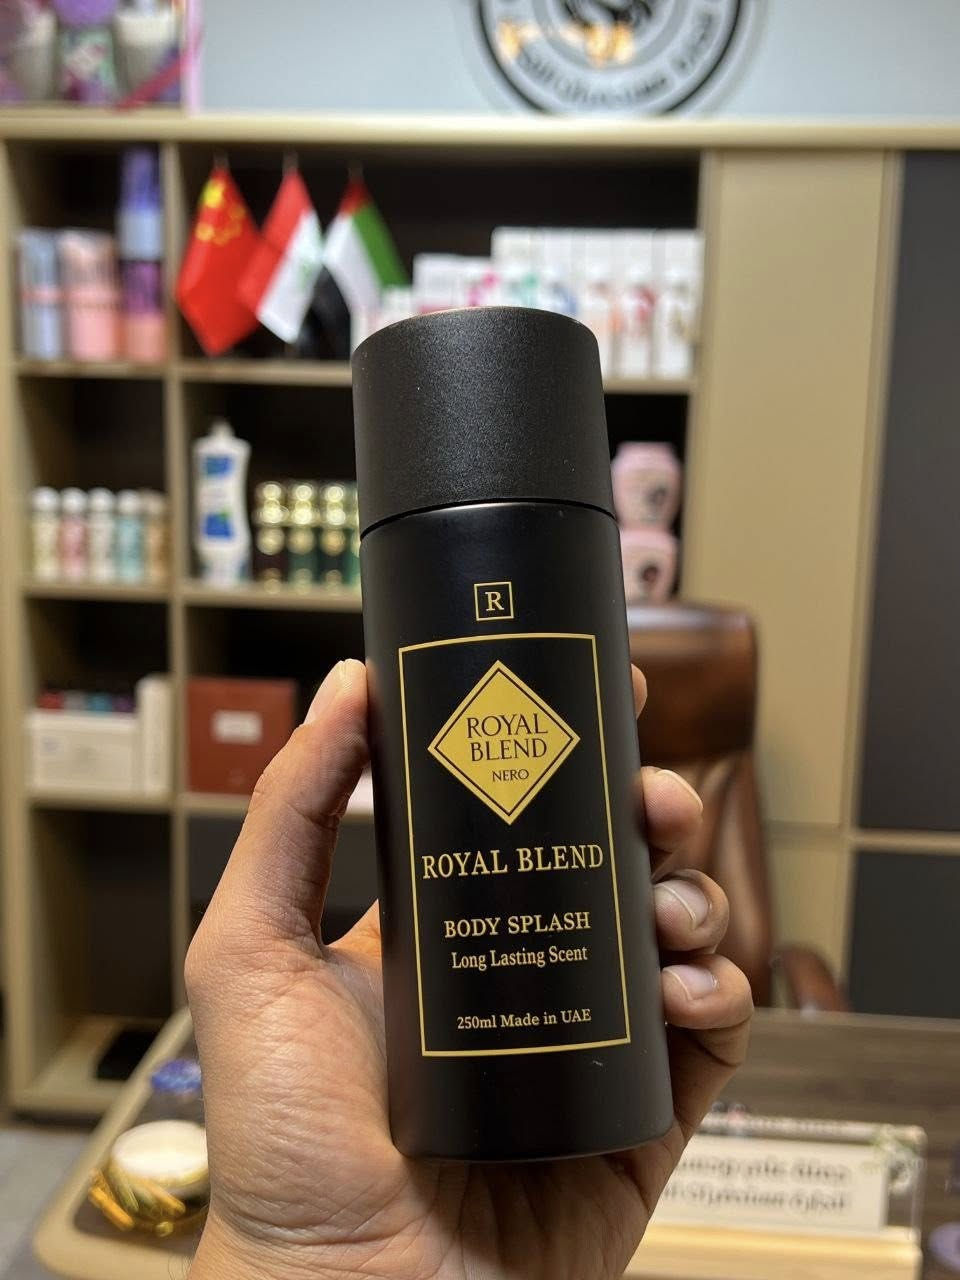 R
ROYAL
BLEND
NERO
ROYAL BLEND
BODY SPLASH
Long Lasting Scent
250ml Made in UAE